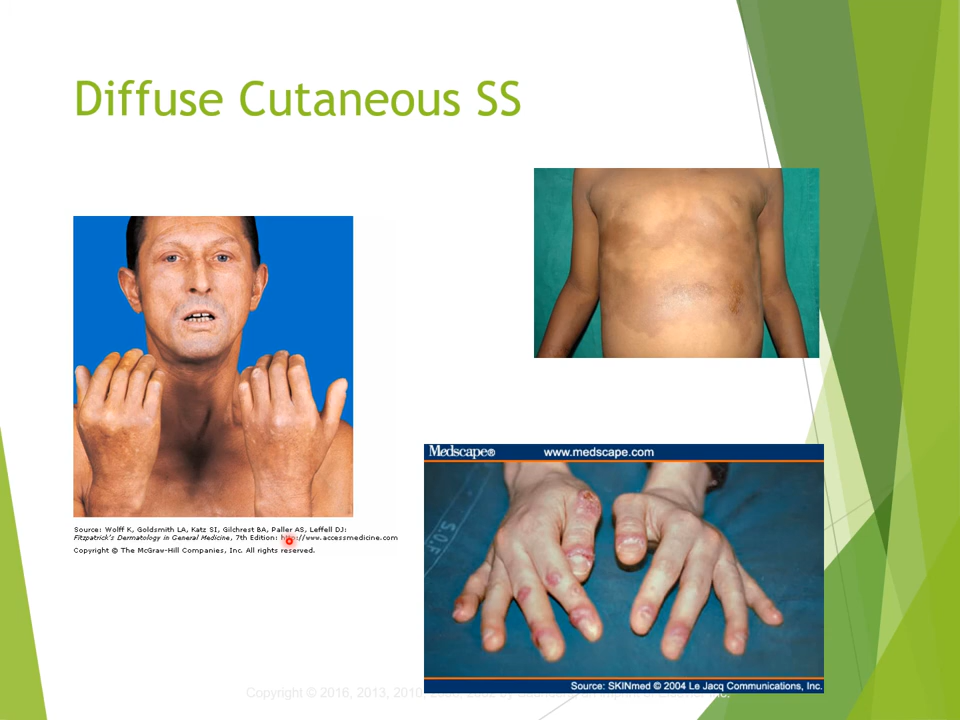 Diffuse Cutaneous SS
Source: Wolff K, Goldsmith LA, Katz SI, Gilchrest BA, Paller AS, Leffell DJ:
Fitzpatrick's Dermatology in General Medicine, 7th Edition: http://www.accessmedicine.com
Copyright © The McGraw-Hill Companies, Inc. All rights reserved.
Medscape® www.medscape.com
S.O.F
Source: SKINmed © 2004 Le Jacq Communications, Inc.
Copyright © 2016, 2013, 2010,